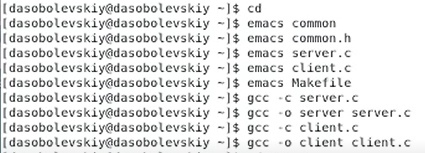 [dasobolevskiy@dasobolevskiy ~]$ cd
[dasobolevskiy@dasobolevskiy ~]$ emacs common
[dasobolevskiy@dasobolevskiy ~]$ emacs common.h
[dasobolevskiy@dasobolevskiy ~]$ emacs server.c
[dasobolevskiy@dasobolevskiy ~]$ emacs client.c
[dasobolevskiy@dasobolevskiy ~]$ emacs Makefile
[dasobolevskiy@dasobolevskiy ~]$ gcc -c server.c
[dasobolevskiy@dasobolevskiy ~]$ gcc -o server server.c
[dasobolevskiy@dasobolevskiy ~]$ gcc -c client.c
[dasobolevskiy@dasobolevskiy ~]$ gcc -o client client.c